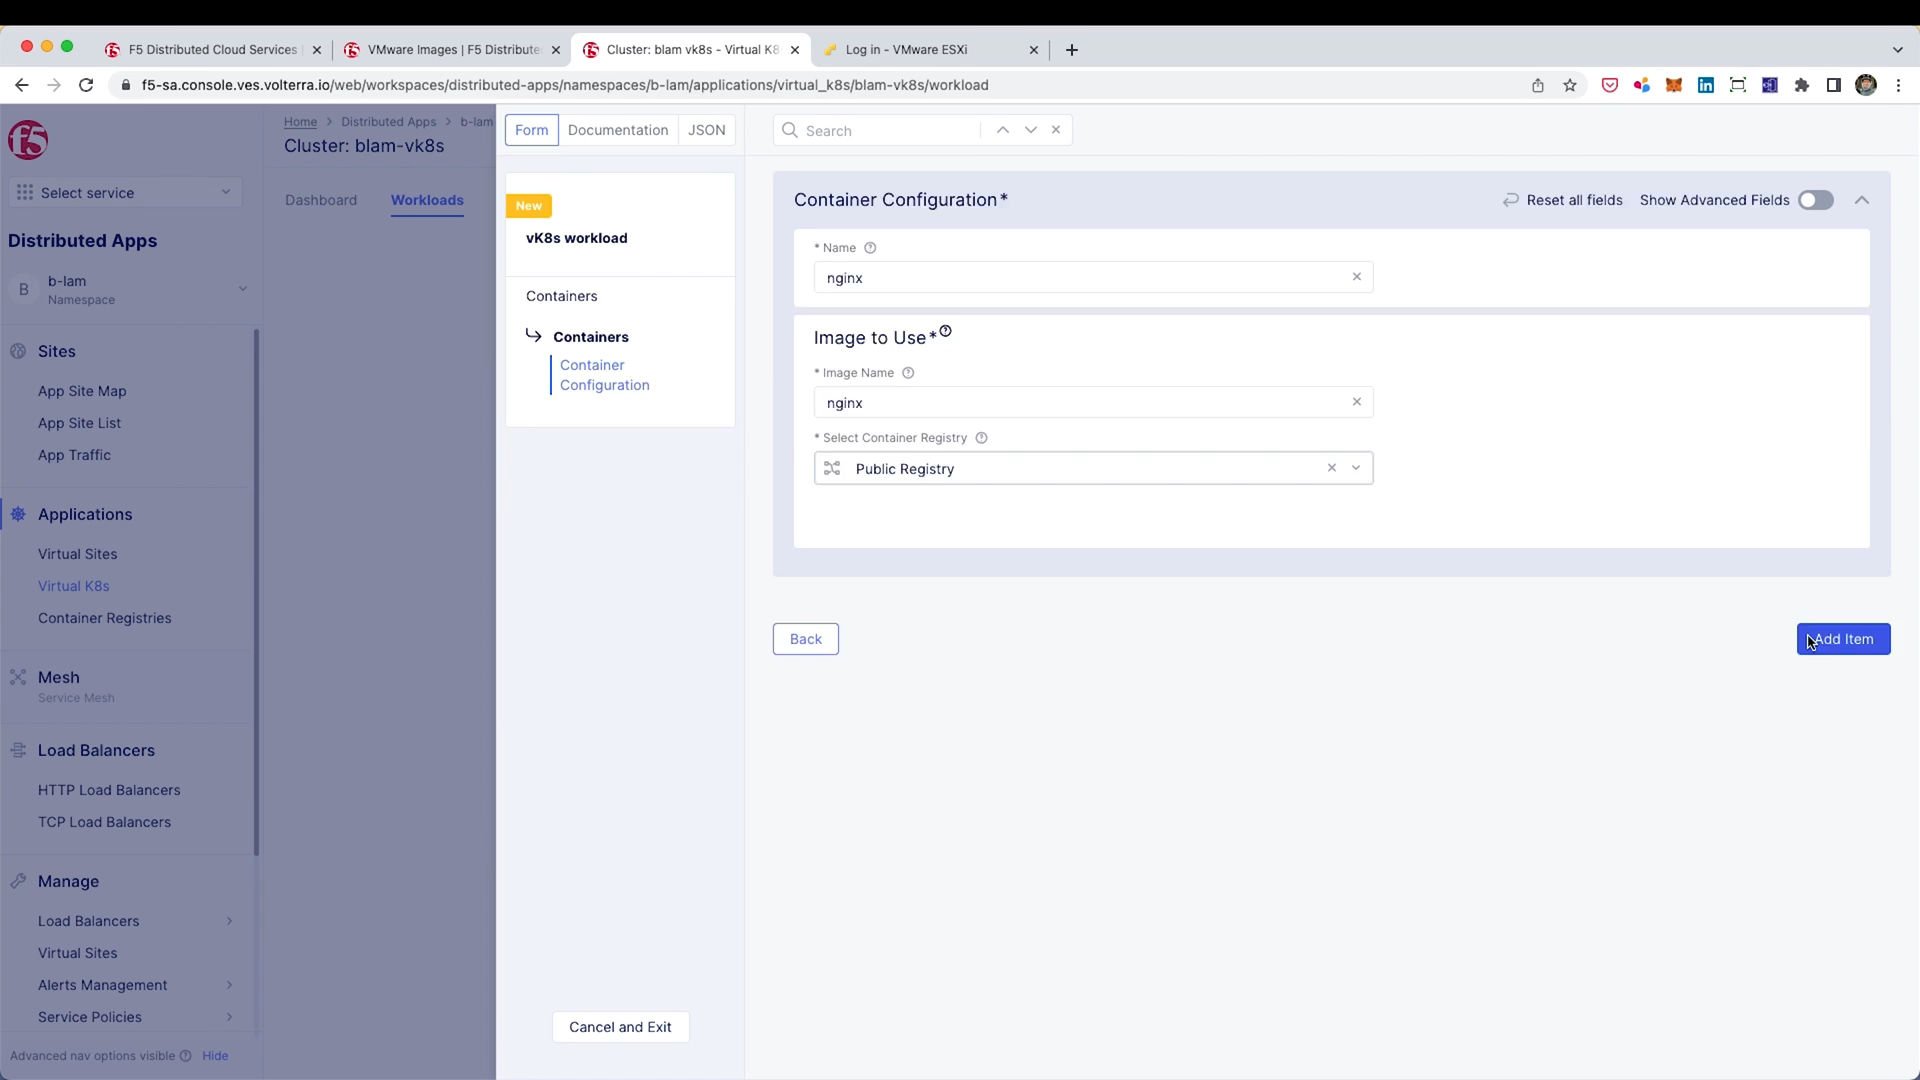 F5 Distributed Cloud Services
VMware Images | F5 Distribute
Cluster: blam vk8s - Virtual K8
Log in - VMware ESXi
f5-sa.console.ves.volterra.io/web/workspaces/distributed-apps/namespaces/b-lam/applications/virtual_k8s/blam-vk8s/workload
f5
Select service
Distributed Apps
B
b-lam
Namespace
Sites
App Site Map
App Site List
App Traffic
Applications
Virtual Sites
Virtual K8s
Container Registries
Mesh
Service Mesh
Load Balancers
HTTP Load Balancers
TCP Load Balancers
Manage
Load Balancers
Virtual Sites
Alerts Management
Service Policies
Advanced nav options visible Hide
Home > Distributed Apps > b-lam
Cluster: blam-vk8s
Dashboard Workloads
Form Documentation JSON
New
vK8s workload
Containers
Containers
Container
Configuration
Cancel and Exit
Search
Container Configuration*
Reset all fields Show Advanced Fields
* Name
nginx
Image to Use*
* Image Name
nginx
* Select Container Registry
Public Registry
Back
Add Item